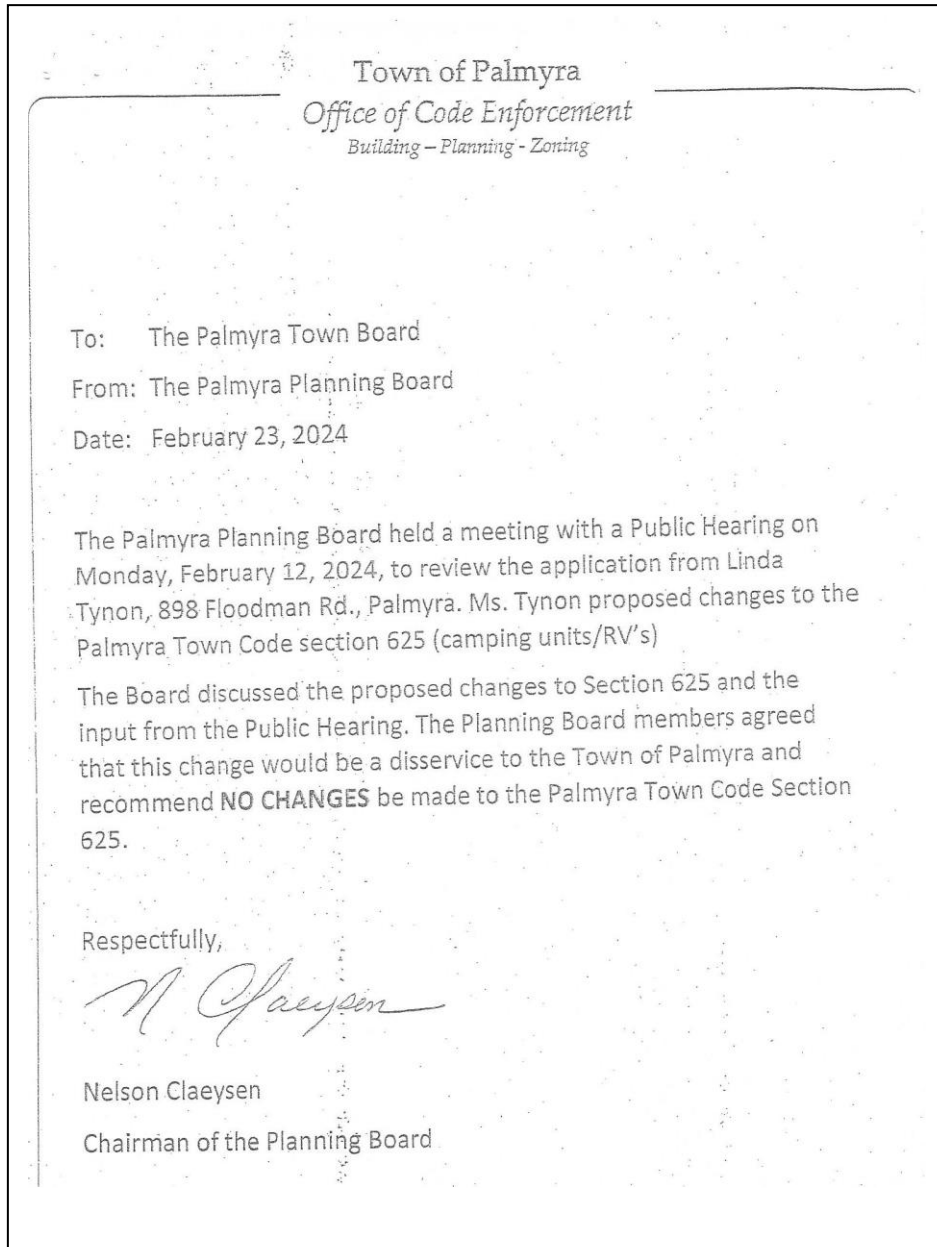 Town of Palmyra
Office of Code Enforcement
Building – Planning - Zoning
To: The Palmyra Town Board
From: The Palmyra Planning Board
Date: February 23, 2024
The Palmyra Planning Board held a meeting with a Public Hearing on
Monday, February 12, 2024, to review the application from Linda
Tynon, 898 Floodman Rd., Palmyra. Ms. Tynon proposed changes to the
Palmyra Town Code section 625 (camping units/RV's)
The Board discussed the proposed changes to Section 625 and the
input from the Public Hearing. The Planning Board members agreed
that this change would be a disservice to the Town of Palmyra and
recommend NO CHANGES be made to the Palmyra Town Code Section
625.
Respectfully,
N Claeysen
Nelson Claeysen
Chairman of the Planning Board